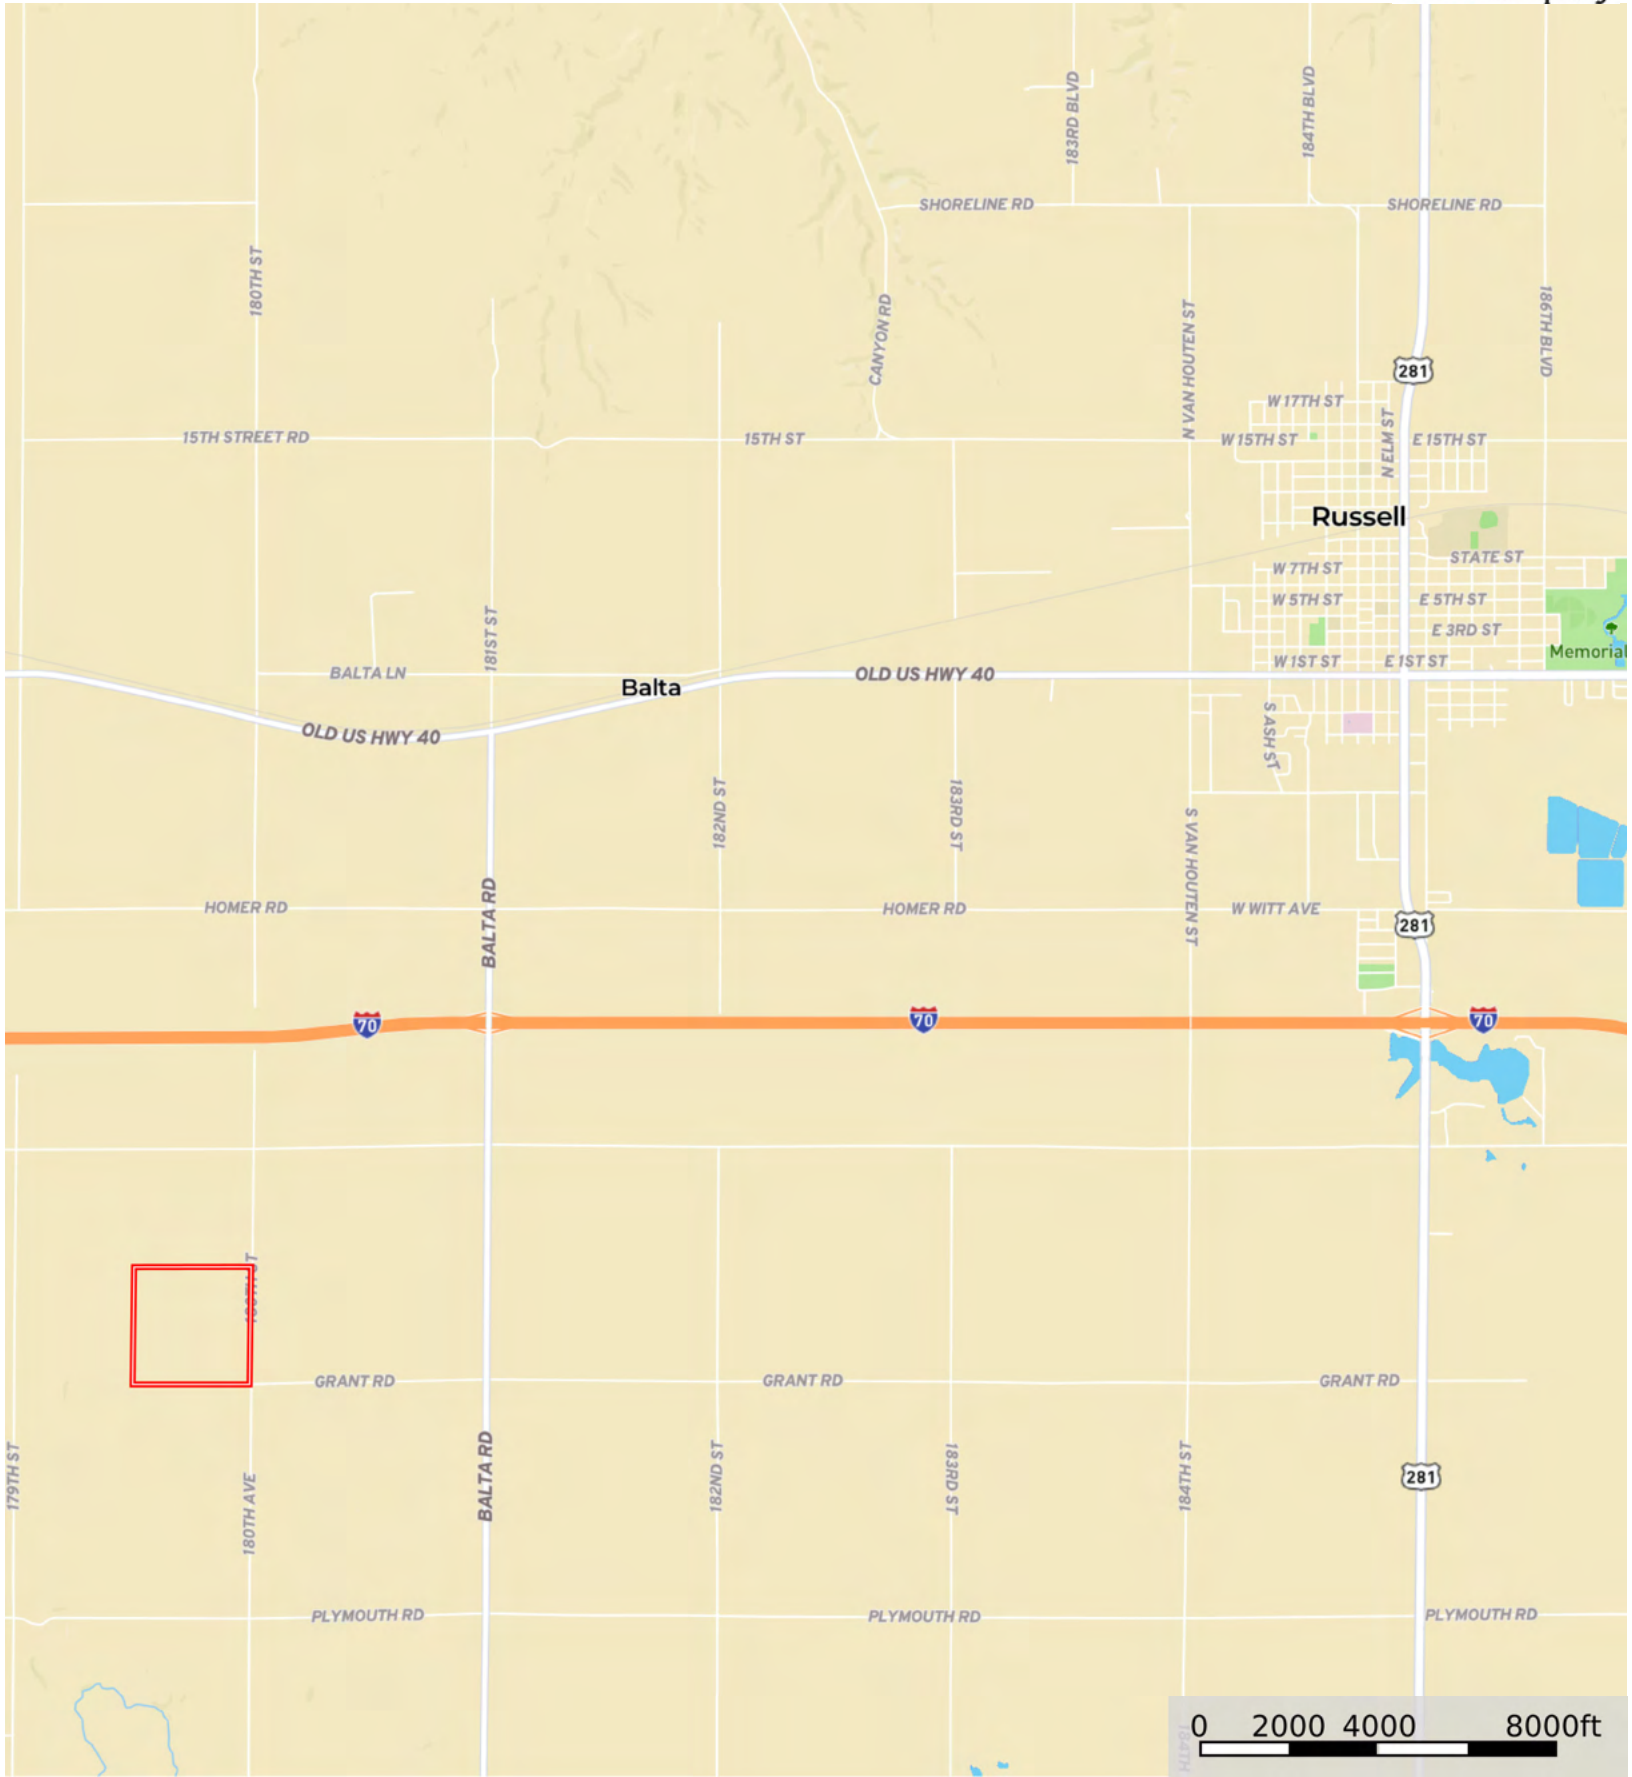 183RD BLVD
184TH BLVD
SHORELINE RD
SHORELINE RD
180TH ST
CANYON RD
N VAN HOUTEN ST
186TH BLVD
281
W 17TH ST
N ELM ST
15TH STREET RD
15TH ST
W 15TH ST
E 15TH ST
Russell
STATE ST
W 7TH ST
W 5TH ST
E 5TH ST
E 3RD ST
181ST ST
Memorial
W 1ST ST
E 1ST ST
BALTA LN
OLD US HWY 40
Balta
OLD US HWY 40
S ASH ST
182ND ST
183RD ST
S VAN HOUTEN ST
BALTA RD
HOMER RD
HOMER RD
W WITT AVE
281
70
70
70
180TH ST
GRANT RD
GRANT RD
GRANT RD
179TH ST
180TH AVE
BALTA RD
182ND ST
183RD ST
184TH ST
281
PLYMOUTH RD
PLYMOUTH RD
PLYMOUTH RD
184TH
0 2000 4000 8000ft